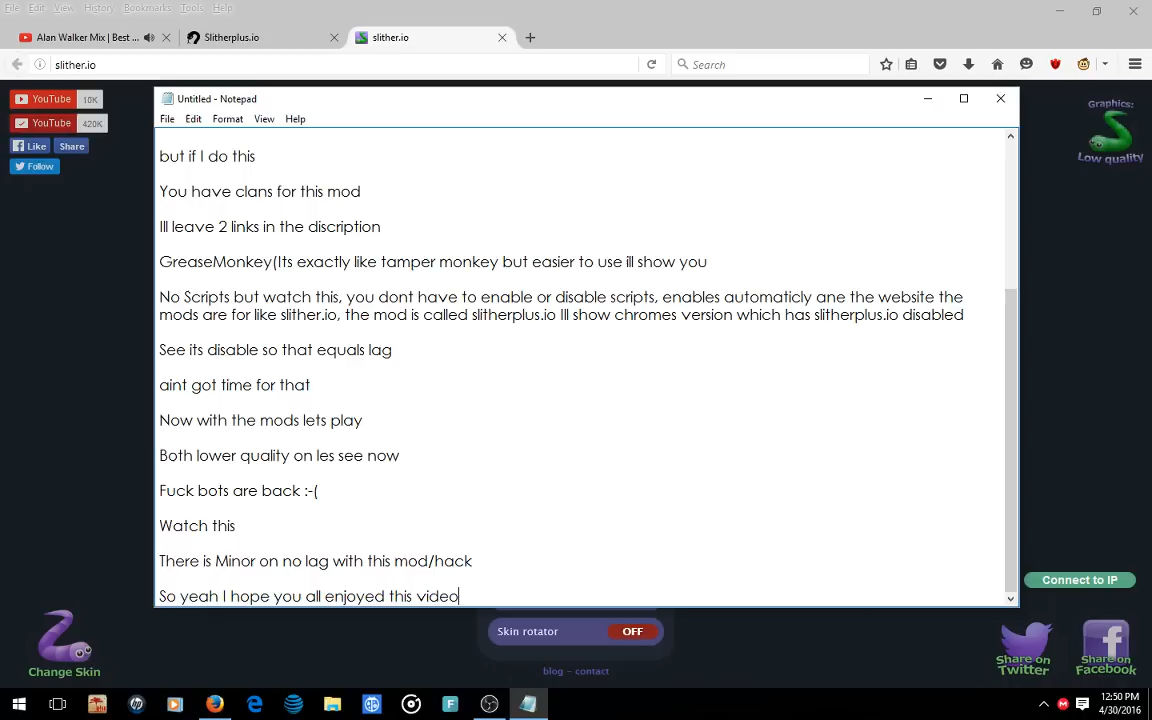 File Edit View History Bookmarks Tools Help
Alan Walker Mix | Best ...
Slitherplus.io
slither.io
slither.io
Search
YouTube 10K
YouTube 420K
Like Share
Follow
Graphics:
Low quality
Untitled - Notepad
File Edit Format View Help
but if I do this
You have clans for this mod
Ill leave 2 links in the discription
GreaseMonkey(Its exactly like tamper monkey but easier to use ill show you
No Scripts but watch this, you dont have to enable or disable scripts, enables automaticly ane the website the
mods are for like slither.io, the mod is called slitherplus.io Ill show chromes version which has slitherplus.io disabled
See its disable so that equals lag
aint got time for that
Now with the mods lets play
Both lower quality on les see now
Fuck bots are back :-(
Watch this
There is Minor on no lag with this mod/hack
So yeah I hope you all enjoyed this video
Connect to IP
Skin rotator OFF
blog - contact
Change Skin
Share on
Twitter
Share on
Facebook
12:50 PM
4/30/2016